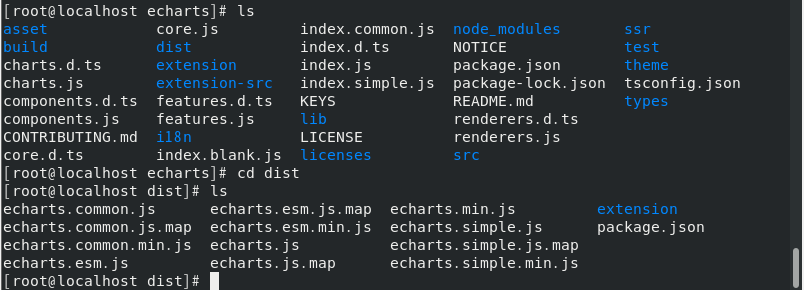 [root@localhost echarts]# ls
asset core.js index.common.js node_modules ssr
build dist index.d.ts NOTICE test
charts.d.ts extension index.js package.json theme
charts.js extension-src index.simple.js package-lock.json tsconfig.json
components.d.ts features.d.ts KEYS README.md types
components.js features.js lib renderers.d.ts
CONTRIBUTING.md i18n LICENSE renderers.js
core.d.ts index.blank.js licenses src
[root@localhost echarts]# cd dist
[root@localhost dist]# ls
echarts.common.js echarts.esm.js.map echarts.min.js extension
echarts.common.js.map echarts.esm.min.js echarts.simple.js package.json
echarts.common.min.js echarts.js echarts.simple.js.map
echarts.esm.js echarts.js.map echarts.simple.min.js
[root@localhost dist]#